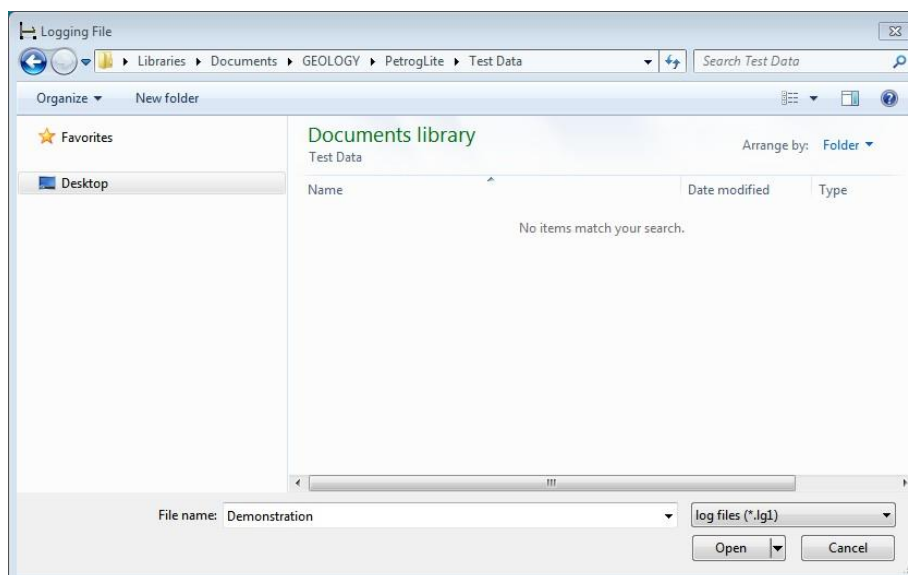 Logging File
Libraries Documents GEOLOGY PetrogLite Test Data Search Test Data
Organize New folder
Favorites
Desktop
Documents library
Test Data
Arrange by: Folder
Name Date modified Type
No items match your search.
File name: Demonstration log files (*.lg1)
Open Cancel